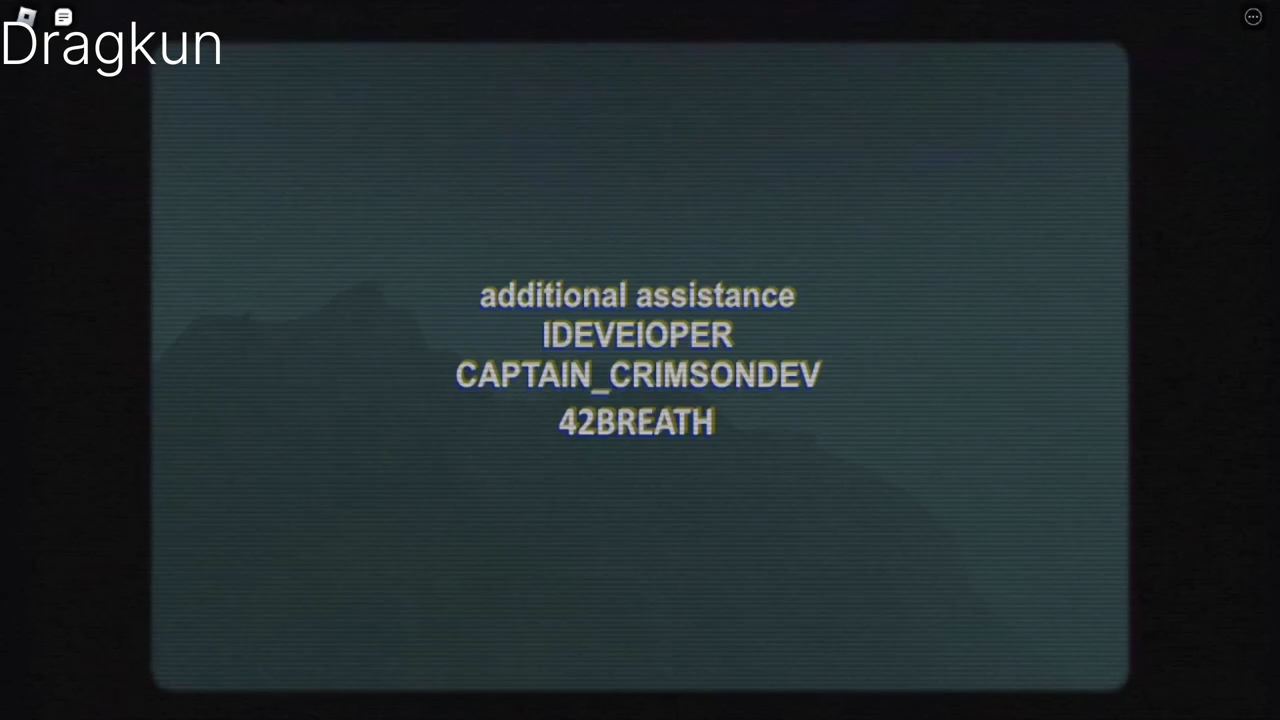 Dragkun
additional assistance
IDEVEIOPER
CAPTAIN_CRIMSONDEV
42BREATH